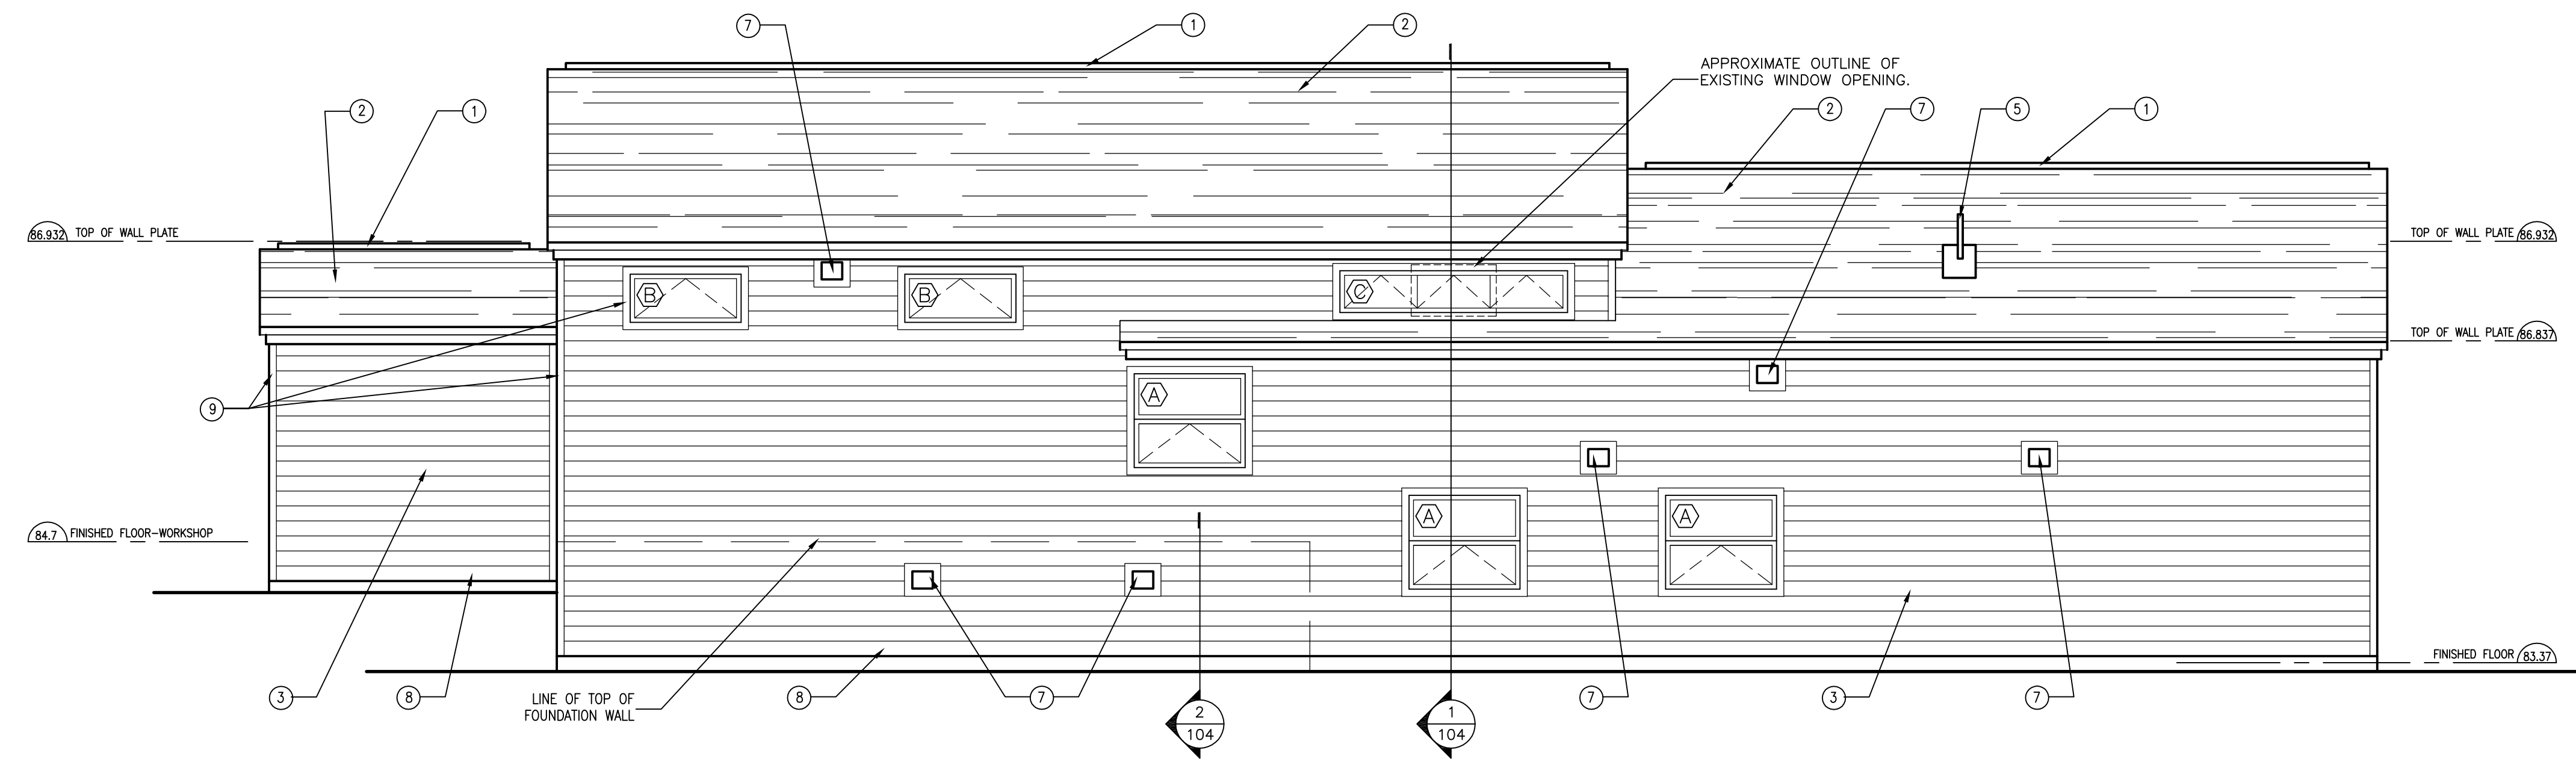 7
1
2
APPROXIMATE OUTLINE OF
EXISTING WINDOW OPENING.
2
1
2
7
5
1
86.932 TOP OF WALL PLATE
TOP OF WALL PLATE 86.932
B
B
C
TOP OF WALL PLATE 86.837
A
9
A
A
84.7 FINISHED FLOOR-WORKSHOP
FINISHED FLOOR 83.37
3
8
LINE OF TOP OF
FOUNDATION WALL
8
7
7
3
7
2
104
1
104